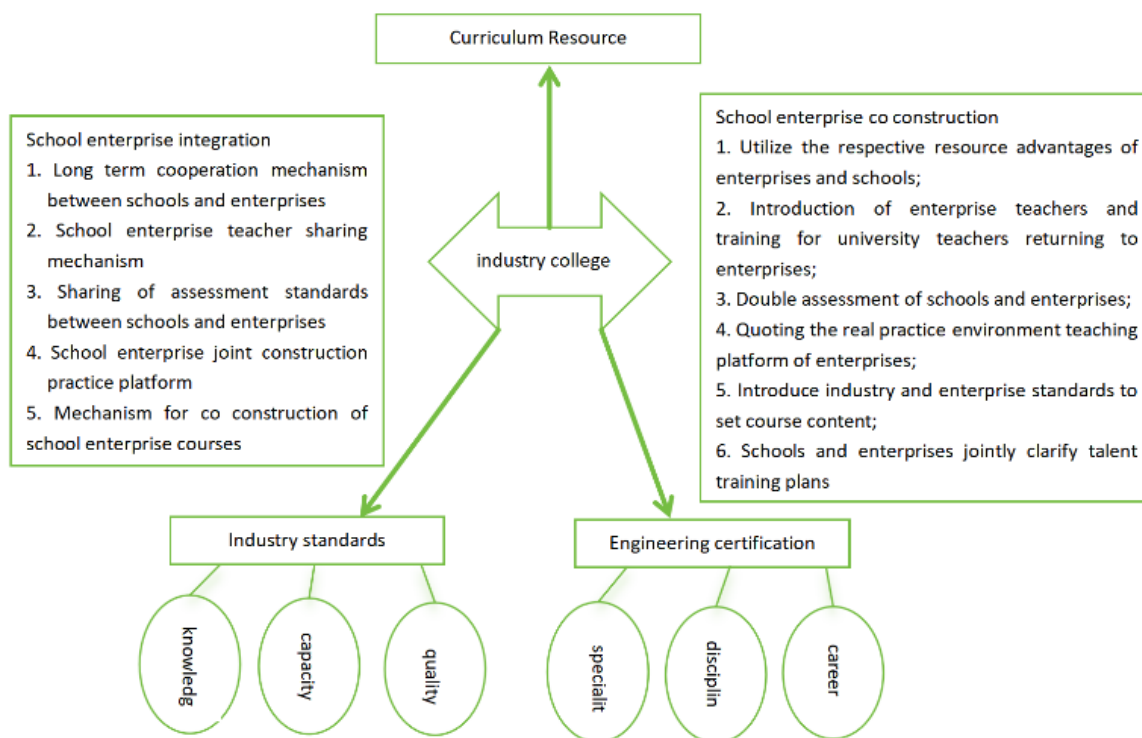 Curriculum Resource
School enterprise integration
1. Long term cooperation mechanism
between schools and enterprises
2. School enterprise teacher sharing
mechanism
3. Sharing of assessment standards
between schools and enterprises
4. School enterprise joint construction
practice platform
5. Mechanism for co construction of
school enterprise courses
industry college
School enterprise co construction
1. Utilize the respective resource advantages of
enterprises and schools;
2. Introduction of enterprise teachers and
training for university teachers returning to
enterprises;
3. Double assessment of schools and enterprises;
4. Quoting the real practice environment teaching
platform of enterprises;
5. Introduce industry and enterprise standards to
set course content;
6. Schools and enterprises jointly clarify talent
training plans
Industry standards
Engineering certification
knowledg
capacity
quality
specialit
disciplin
career